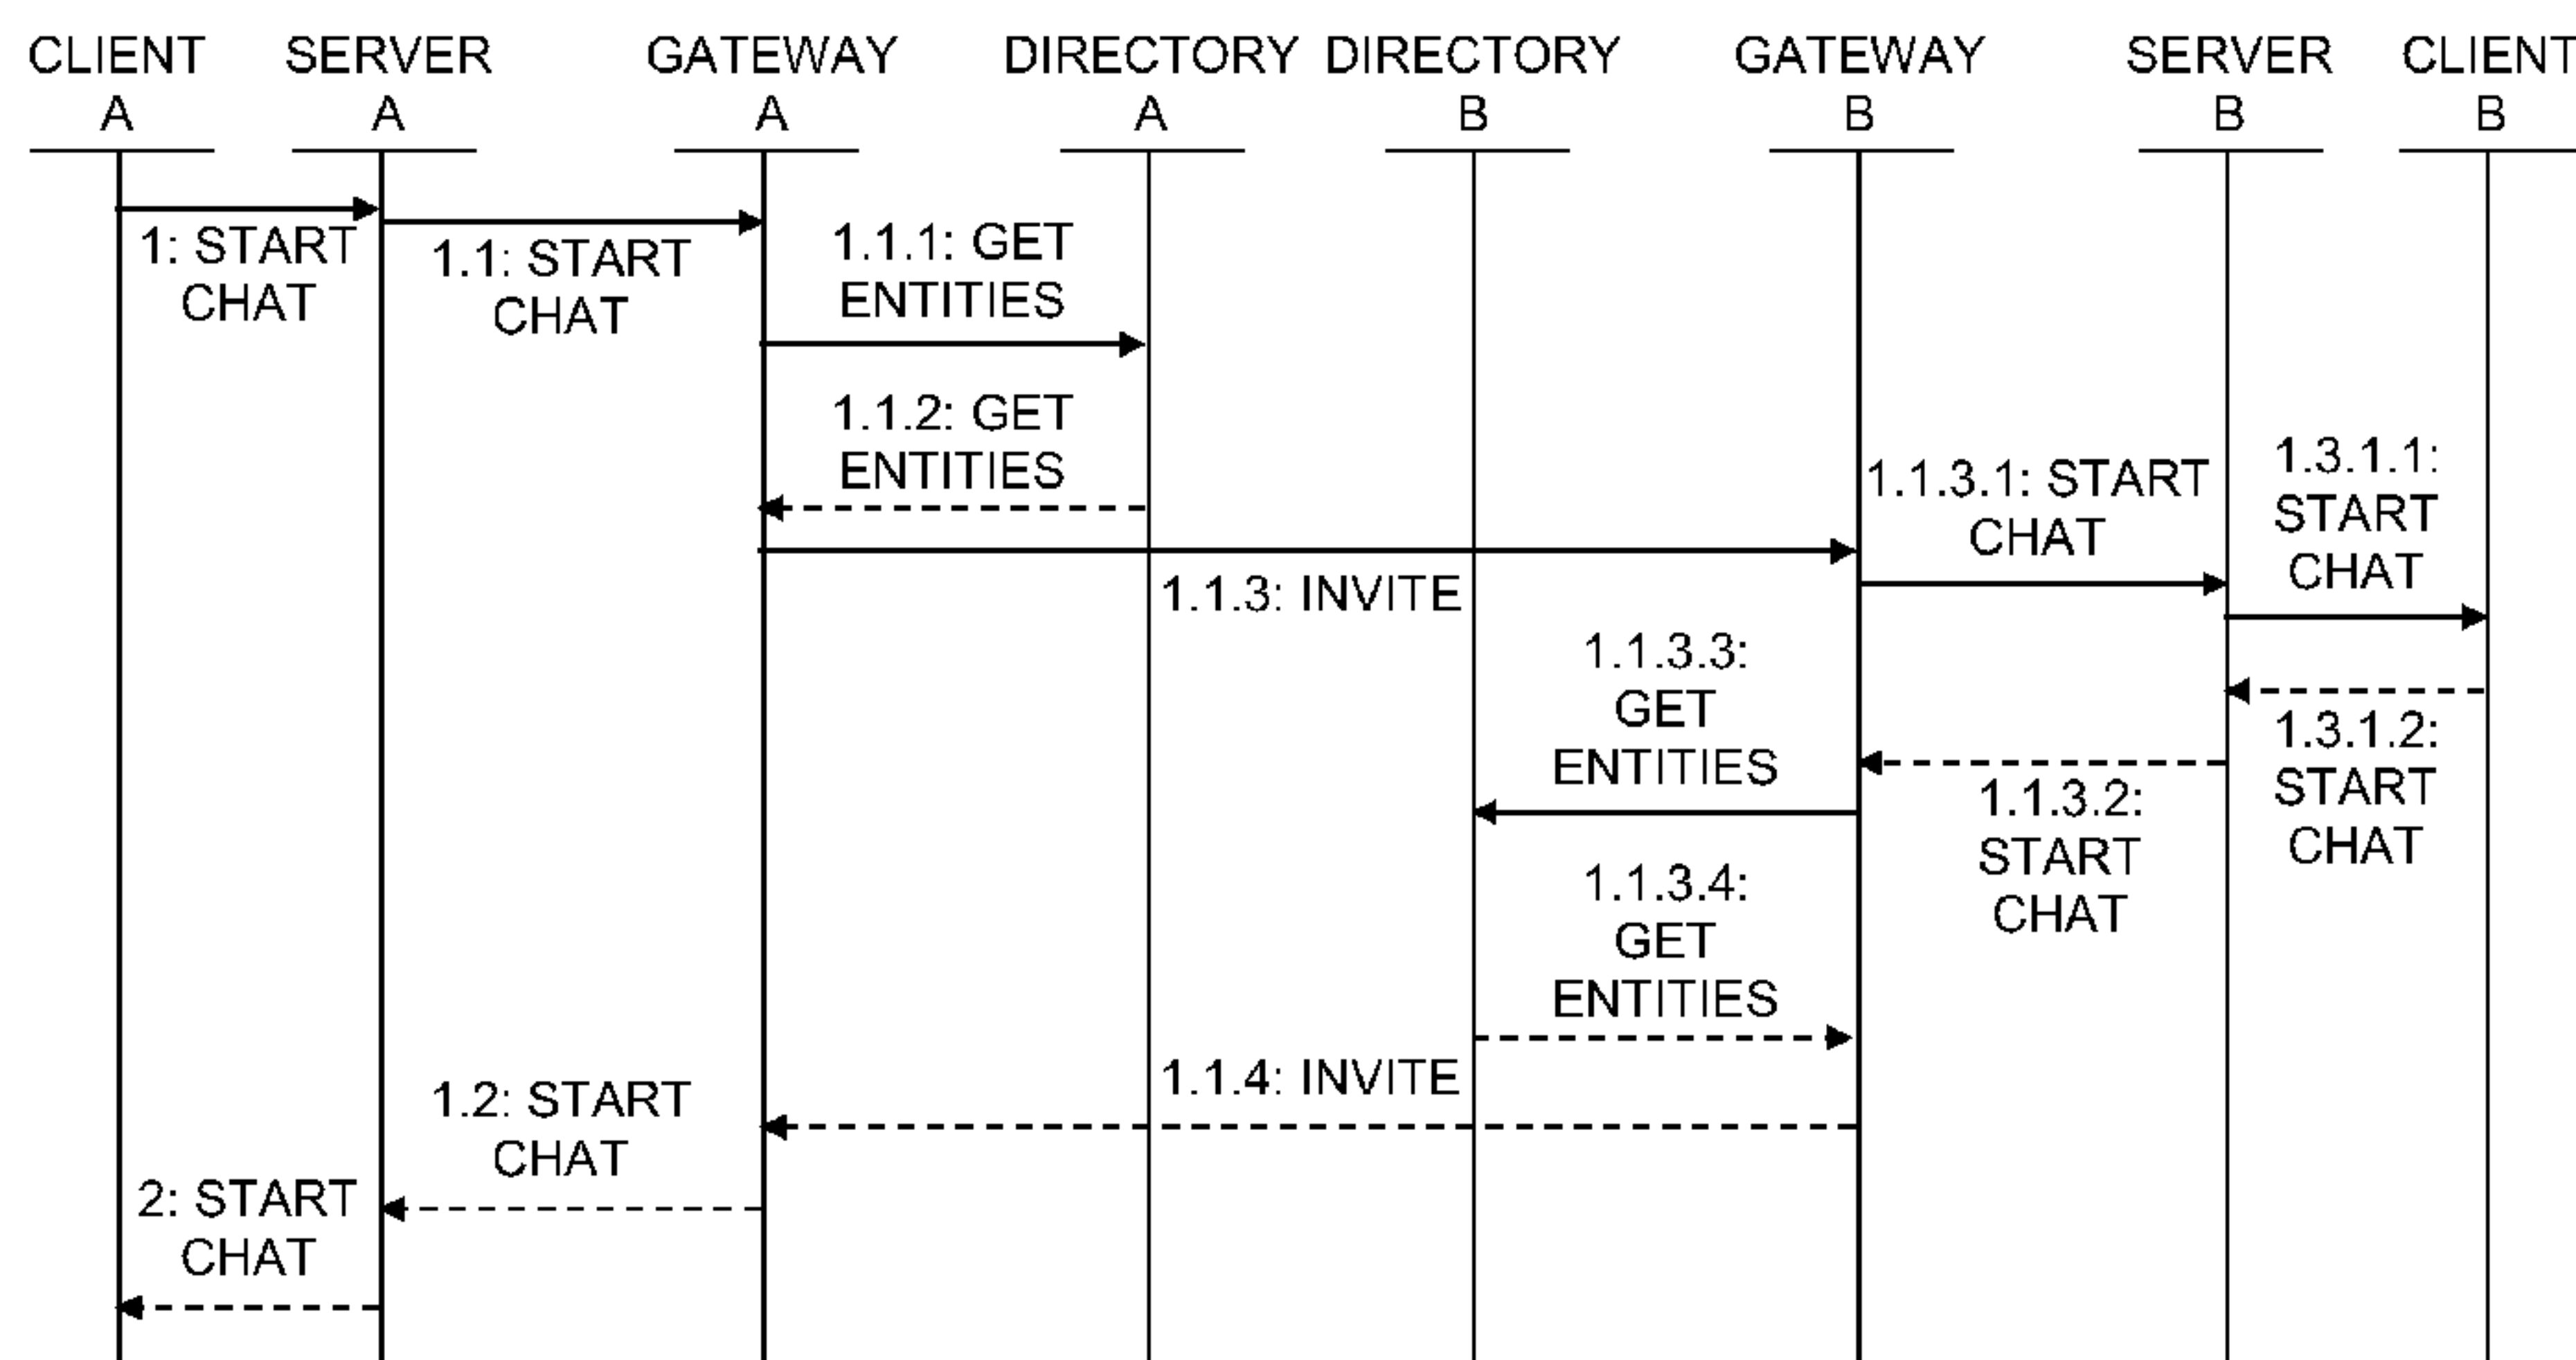 CLIENT
A
SERVER
A
GATEWAY
A
DIRECTORY
A
DIRECTORY
B
GATEWAY
B
SERVER
B
CLIENT
B
1: START
CHAT
1.1: START
CHAT
1.1.1: GET
ENTITIES
1.1.2: GET
ENTITIES
1.1.3: INVITE
1.1.3.1: START
CHAT
1.3.1.1:
START
CHAT
1.3.1.2:
START
CHAT
1.1.3.2:
START
CHAT
1.1.3.3:
GET
ENTITIES
1.1.3.4:
GET
ENTITIES
1.1.4: INVITE
1.2: START
CHAT
2: START
CHAT